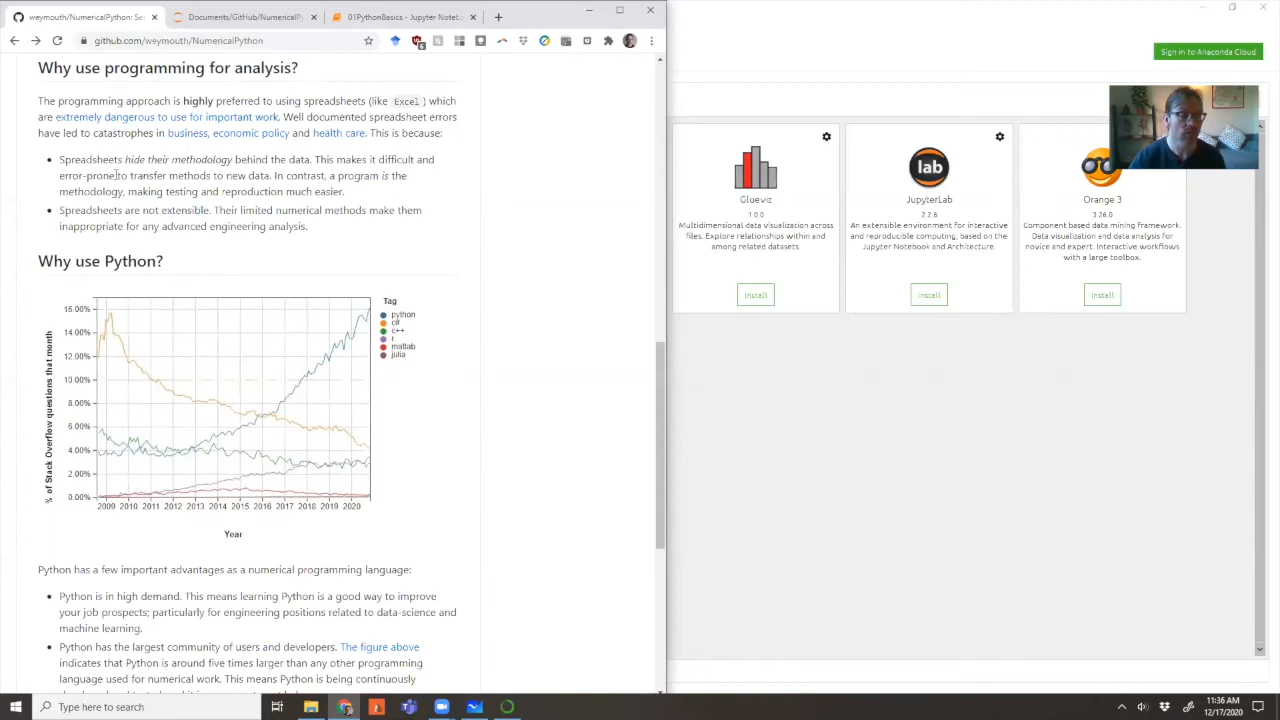 weymouth/NumericalPython: Se
Documents/GitHub/NumericalPy
01PythonBasics - Jupyter Noteb
github.com/weymouth/NumericalPython
Sign in to Anaconda Cloud
Why use programming for analysis?
The programming approach is highly preferred to using spreadsheets (like Excel) which
are extremely dangerous to use for important work. Well documented spreadsheet errors
have led to catastrophes in business, economic policy and health care. This is because:
Spreadsheets hide their methodology behind the data. This makes it difficult and
error-prone to transfer methods to new data. In contrast, a program is the
methodology, making testing and reproduction much easier.
Spreadsheets are not extensible. Their limited numerical methods make them
inappropriate for any advanced engineering analysis.
Why use Python?
Tag
python
c#
c++
r
matlab
julia
16.00%
14.00%
12.00%
10.00%
8.00%
6.00%
4.00%
2.00%
0.00%
% of Stack Overflow questions that month
2009 2010 2011 2012 2013 2014 2015 2016 2017 2018 2019 2020
Year
Python has a few important advantages as a numerical programming language:
Python is in high demand. This means learning Python is a good way to improve
your job prospects; particularly for engineering positions related to data-science and
machine learning.
Python has the largest community of users and developers. The figure above
indicates that Python is around five times larger than any other programming
language used for numerical work. This means Python is being continuously
Glueviz
1.0.0
Multidimensional data visualization across
files. Explore relationships within and
among related datasets.
Install
lab
JupyterLab
2.2.6
An extensible environment for interactive
and reproducible computing, based on the
Jupyter Notebook and Architecture.
Install
Orange 3
3.26.0
Component based data mining framework.
Data visualization and data analysis for
novice and expert. Interactive workflows
with a large toolbox.
Install
Type here to search
11:36 AM
12/17/2020